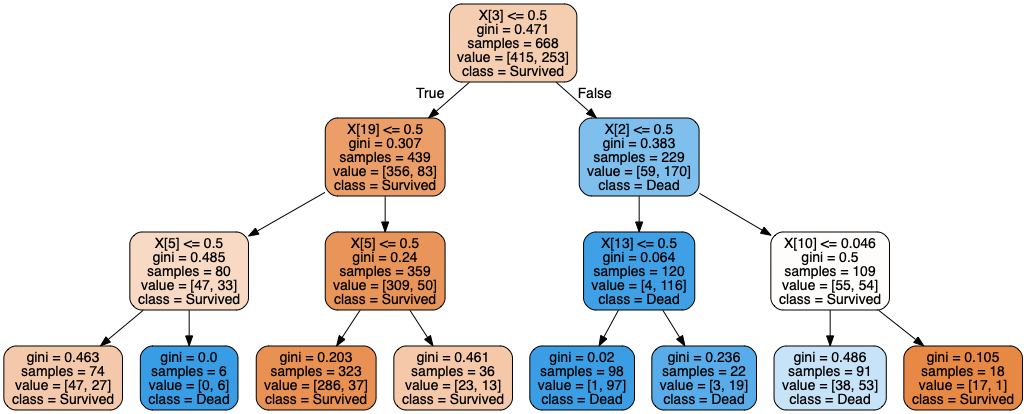 X[3] <= 0.5
gini = 0.471
samples = 668
value = [415, 253]
class = Survived
True
False
X[19] <= 0.5
gini = 0.307
samples = 439
value = [356, 83]
class = Survived
X[2] <= 0.5
gini = 0.383
samples = 229
value = [59, 170]
class = Dead
X[5] <= 0.5
gini = 0.485
samples = 80
value = [47, 33]
class = Survived
X[5] <= 0.5
gini = 0.24
samples = 359
value = [309, 50]
class = Survived
X[13] <= 0.5
gini = 0.064
samples = 120
value = [4, 116]
class = Dead
X[10] <= 0.046
gini = 0.5
samples = 109
value = [55, 54]
class = Survived
gini = 0.463
samples = 74
value = [47, 27]
class = Survived
gini = 0.0
samples = 6
value = [0, 6]
class = Dead
gini = 0.203
samples = 323
value = [286, 37]
class = Survived
gini = 0.461
samples = 36
value = [23, 13]
class = Survived
gini = 0.02
samples = 98
value = [1, 97]
class = Dead
gini = 0.236
samples = 22
value = [3, 19]
class = Dead
gini = 0.486
samples = 91
value = [38, 53]
class = Dead
gini = 0.105
samples = 18
value = [17, 1]
class = Survived